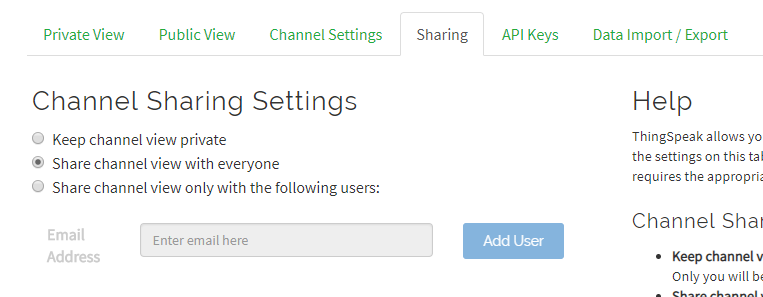 Private View
Public View
Channel Settings
Sharing
API Keys
Data Import / Export
Channel Sharing Settings
Keep channel view private
Share channel view with everyone
Share channel view only with the following users:
Email
Address
Enter email here
Add User
Help
ThingSpeak allows yo
the settings on this tab
requires the appropria
Channel Shar
Keep channel v
Only you will be
Share channel